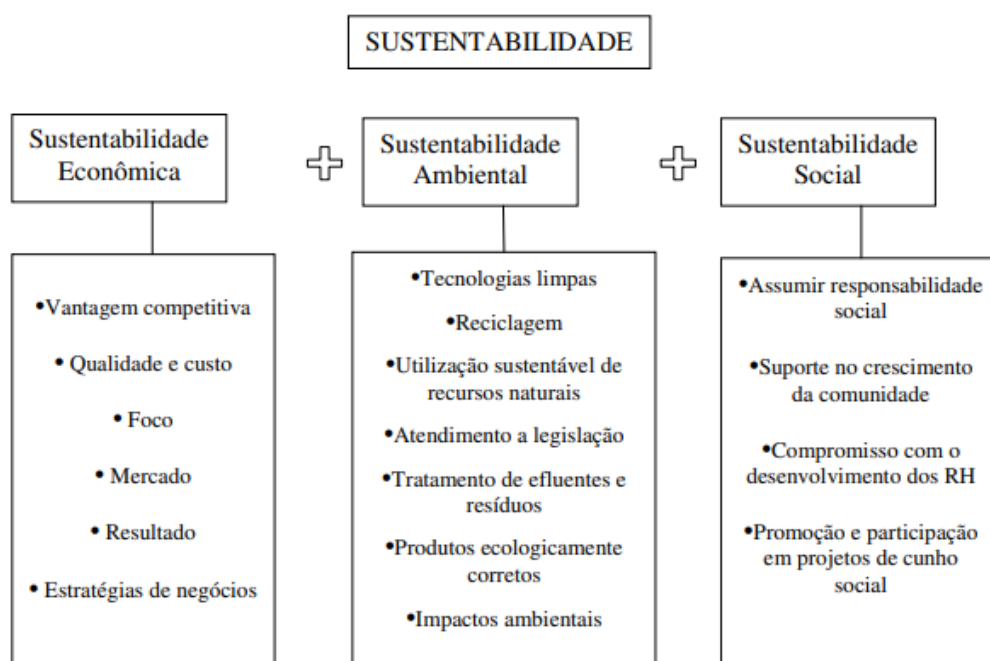 SUSTENTABILIDADE
Sustentabilidade
Econômica
Sustentabilidade
Ambiental
Sustentabilidade
Social
•Vantagem competitiva
• Qualidade e custo
• Foco
• Mercado
• Resultado
• Estratégias de negócios
•Tecnologias limpas
•Reciclagem
•Utilização sustentável de
recursos naturais
•Atendimento a legislação
•Tratamento de efluentes e
resíduos
•Produtos ecologicamente
corretos
•Impactos ambientais
•Assumir responsabilidade
social
•Suporte no crescimento
da comunidade
•Compromisso com o
desenvolvimento dos RH
•Promoção e participação
em projetos de cunho
social